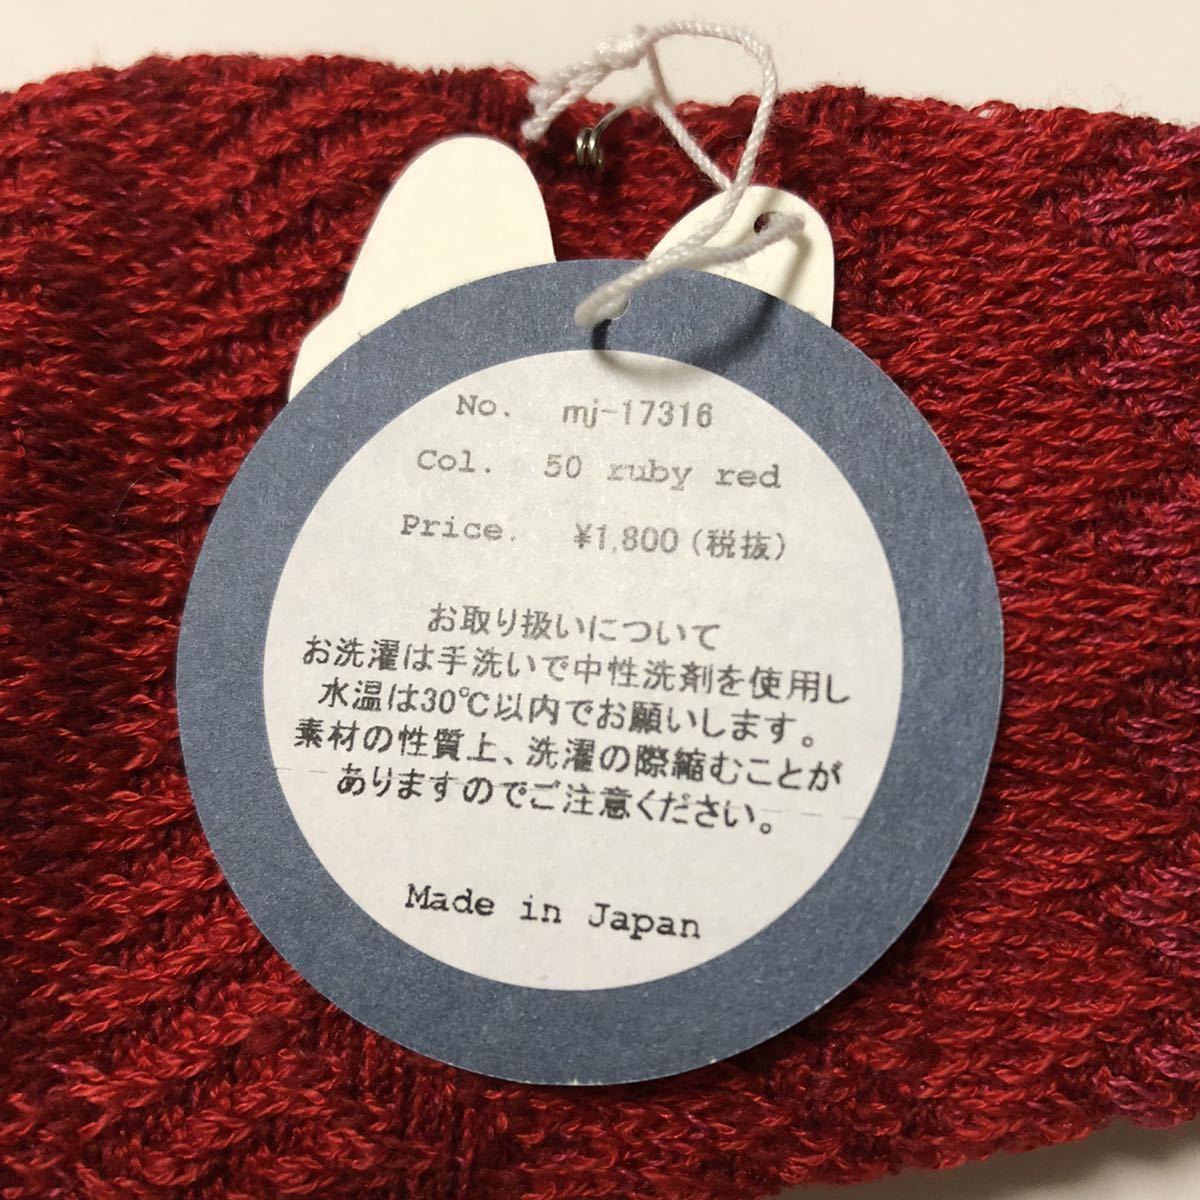 No. mj-17316
Col. 50 ruby red
Price. ¥1,800(税抜)
お取り扱いについて
お洗濯は手洗いで中性洗剤を使用し
水温は30℃以内でお願いします。
素材の性質上、洗濯の際縮むことが
ありますのでご注意ください。
Made in Japan